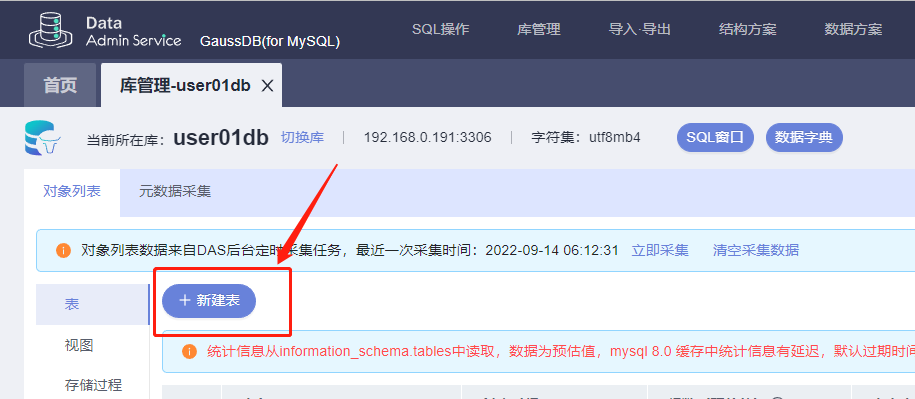 Data
Admin Service
GaussDB(for MySQL)
SQL操作
库管理
导入·导出
结构方案
数据方案
首页
库管理-user01db
当前所在库：user01db 切换库 192.168.0.191:3306 字符集：utf8mb4 SQL窗口 数据字典
对象列表 元数据采集
对象列表数据来自DAS后台定时采集任务，最近一次采集时间：2022-09-14 06:12:31 立即采集 清空采集数据
表
+ 新建表
视图
统计信息从information_schema.tables中读取，数据为预估值，mysql 8.0 缓存中统计信息有延迟，默认过期时间
存储过程